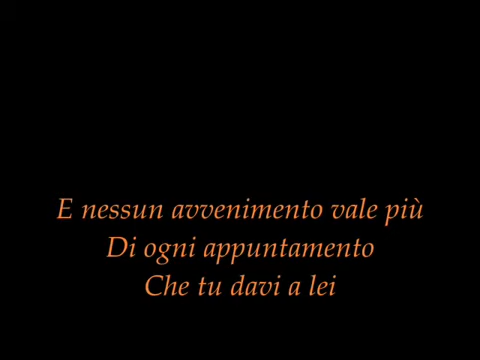 E nessun avvenimento vale più
Di ogni appuntamento
Che tu davi a lei